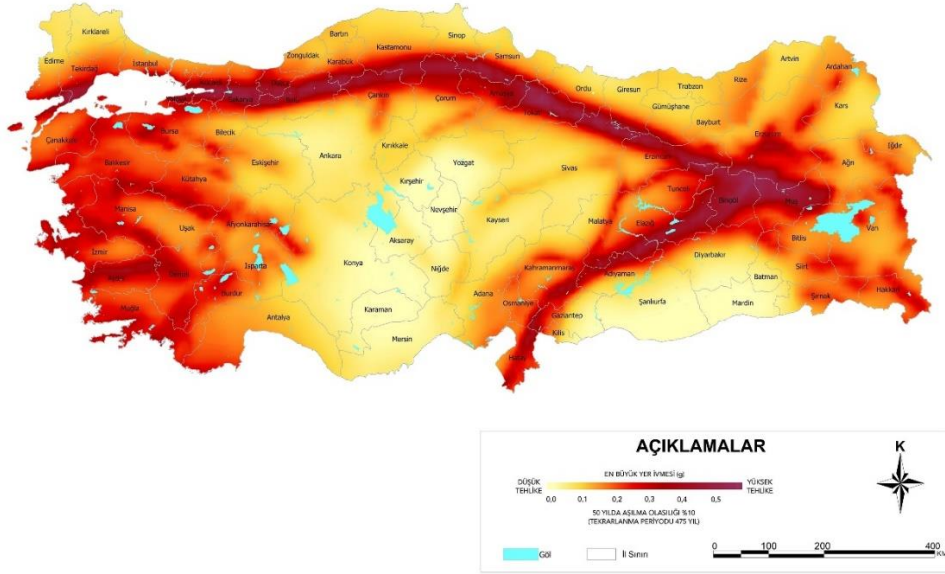 Kırklareli
Edirne
Tekirdağ
İstanbul
Zonguldak
Bartın
Karabük
Kastamonu
Sinop
Samsun
Çankırı
Çorum
Amasya
Tokat
Ordu
Giresun
Trabzon
Rize
Artvin
Ardahan
Kars
Gümüşhane
Bayburt
Erzurum
Iğdır
Ağrı
Çanakkale
Bursa
Bilecik
Balıkesir
Eskişehir
Kütahya
Ankara
Kırıkkale
Yozgat
Kırşehir
Sivas
Erzincan
Tunceli
Bingöl
Muş
Manisa
Uşak
Afyonkarahisar
Nevşehir
Kayseri
Malatya
Elazığ
Bitlis
Van
İzmir
Aksaray
Aydın
Denizli
Isparta
Konya
Niğde
Kahramanmaraş
Adıyaman
Diyarbakır
Batman
Siirt
Hakkari
Muğla
Burdur
Antalya
Karaman
Mersin
Adana
Osmaniye
Gaziantep
Kilis
Şanlıurfa
Mardin
Şırnak
Hatay
AÇIKLAMALAR
K
EN BÜYÜK YER İVMESİ (g)
DÜŞÜK
TEHLİKE
YÜKSEK
TEHLİKE
0,0 0,1 0,2 0,3 0,4 0,5
50 YILDA AŞILMA OLASILIĞI %10
(TEKRARLANMA PERİYODU 475 YIL)
Göl
İl Sınırı
0 100 200 400
KM